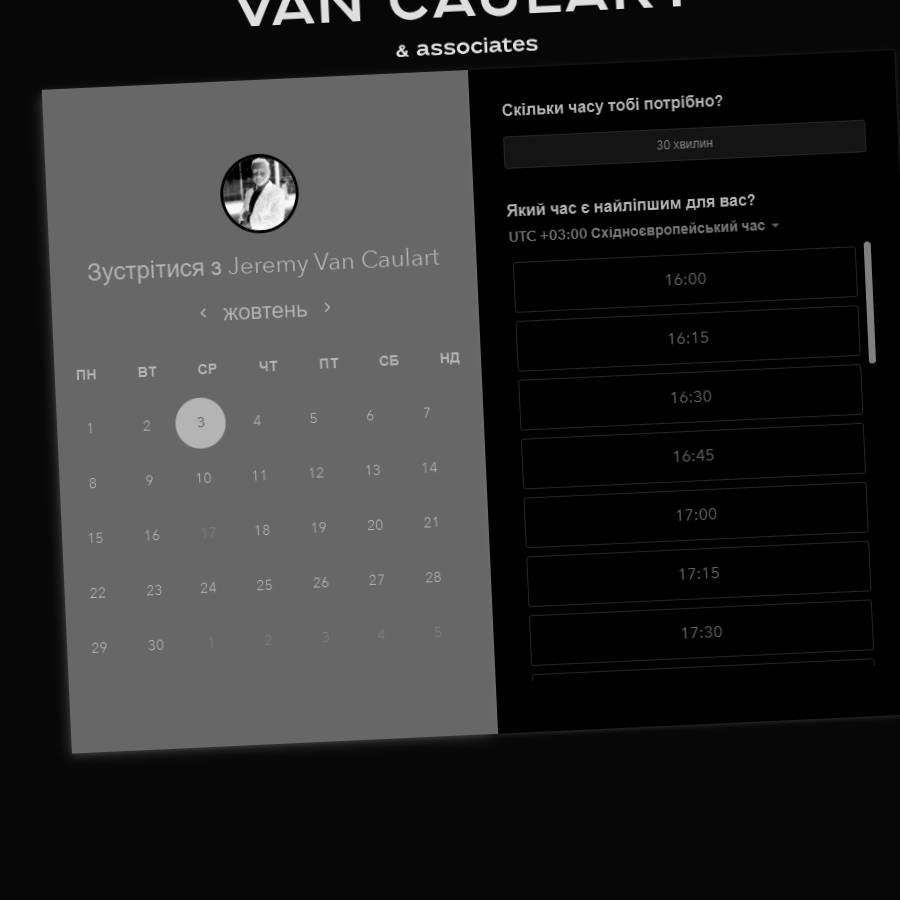 VAN CAULART
& associates
Зустрітися з Jeremy Van Caulart
жовтень
ПН ВТ СР ЧТ ПТ СБ НД
1 2 3 4 5 6 7
8 9 10 11 12 13 14
15 16 17 18 19 20 21
22 23 24 25 26 27 28
29 30 1 2 3 4 5
Скільки часу тобі потрібно?
30 хвилин
Який час є найліпшим для вас?
UTC +03:00 Східноєвропейський час
16:00
16:15
16:30
16:45
17:00
17:15
17:30